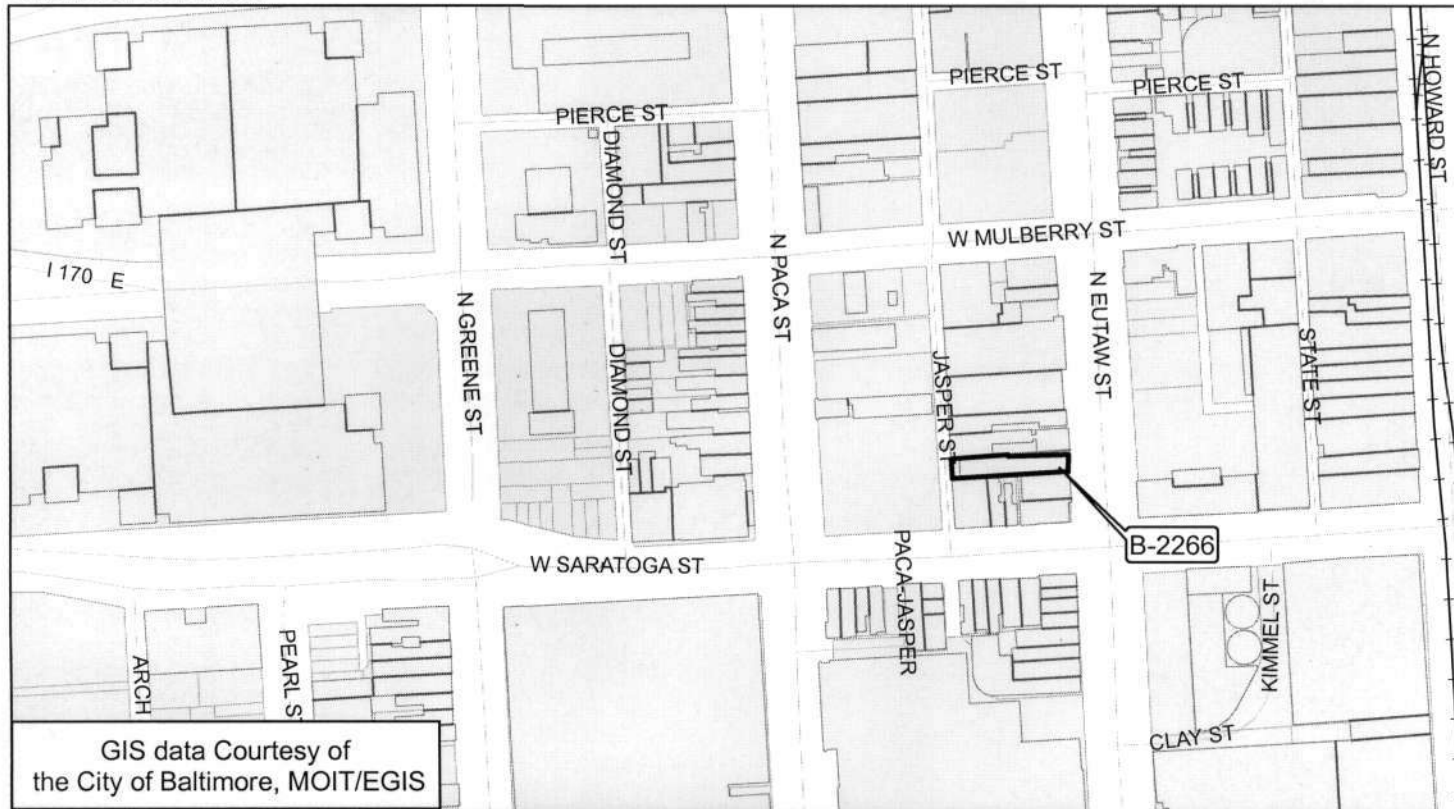 PIERCE ST
PIERCE ST
PIERCE ST
N HOWARD ST
DIAMOND ST
W MULBERRY ST
I 170 E
N PACA ST
N EUTAW ST
N GREENE ST
DIAMOND ST
JASPER ST
STATE ST
B-2266
W SARATOGA ST
PACA-JASPER
KIMMEL ST
ARCH
PEARL ST
CLAY ST
GIS data Courtesy of
the City of Baltimore, MOIT/EGIS